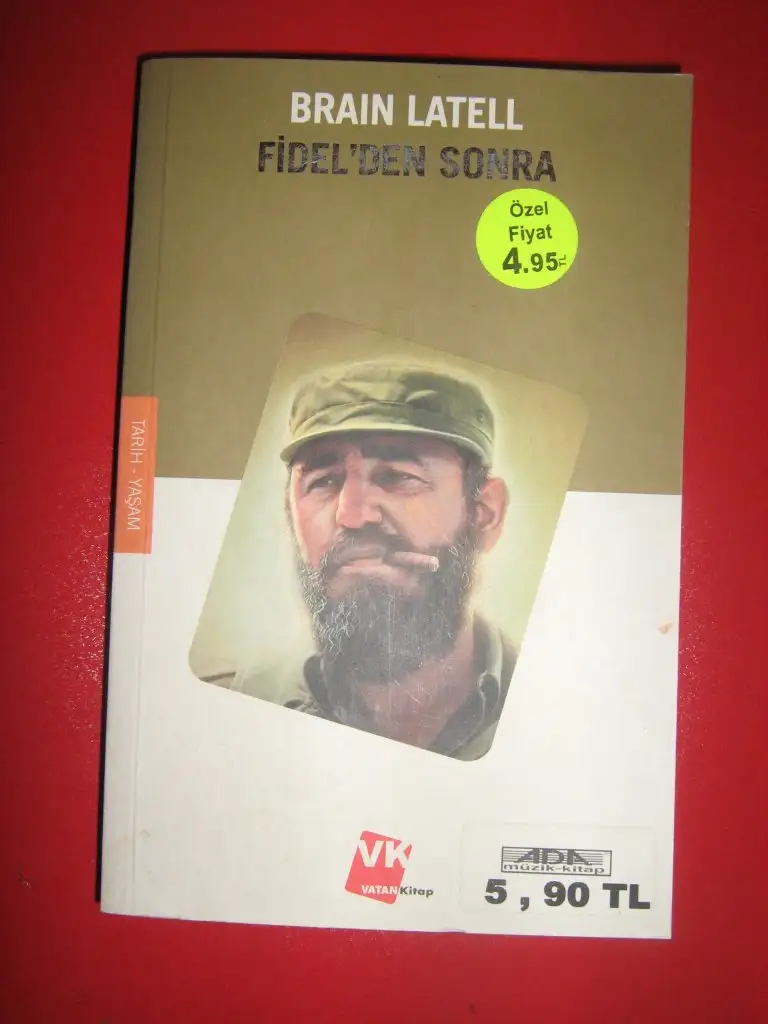 BRAIN LATELL
FİDEL'DEN SONRA
Özel
Fiyat
4.95TL
TARİH - YAŞAM
VK
VATAN Kitap
ADA
müzik-kitap
5 , 90 TL